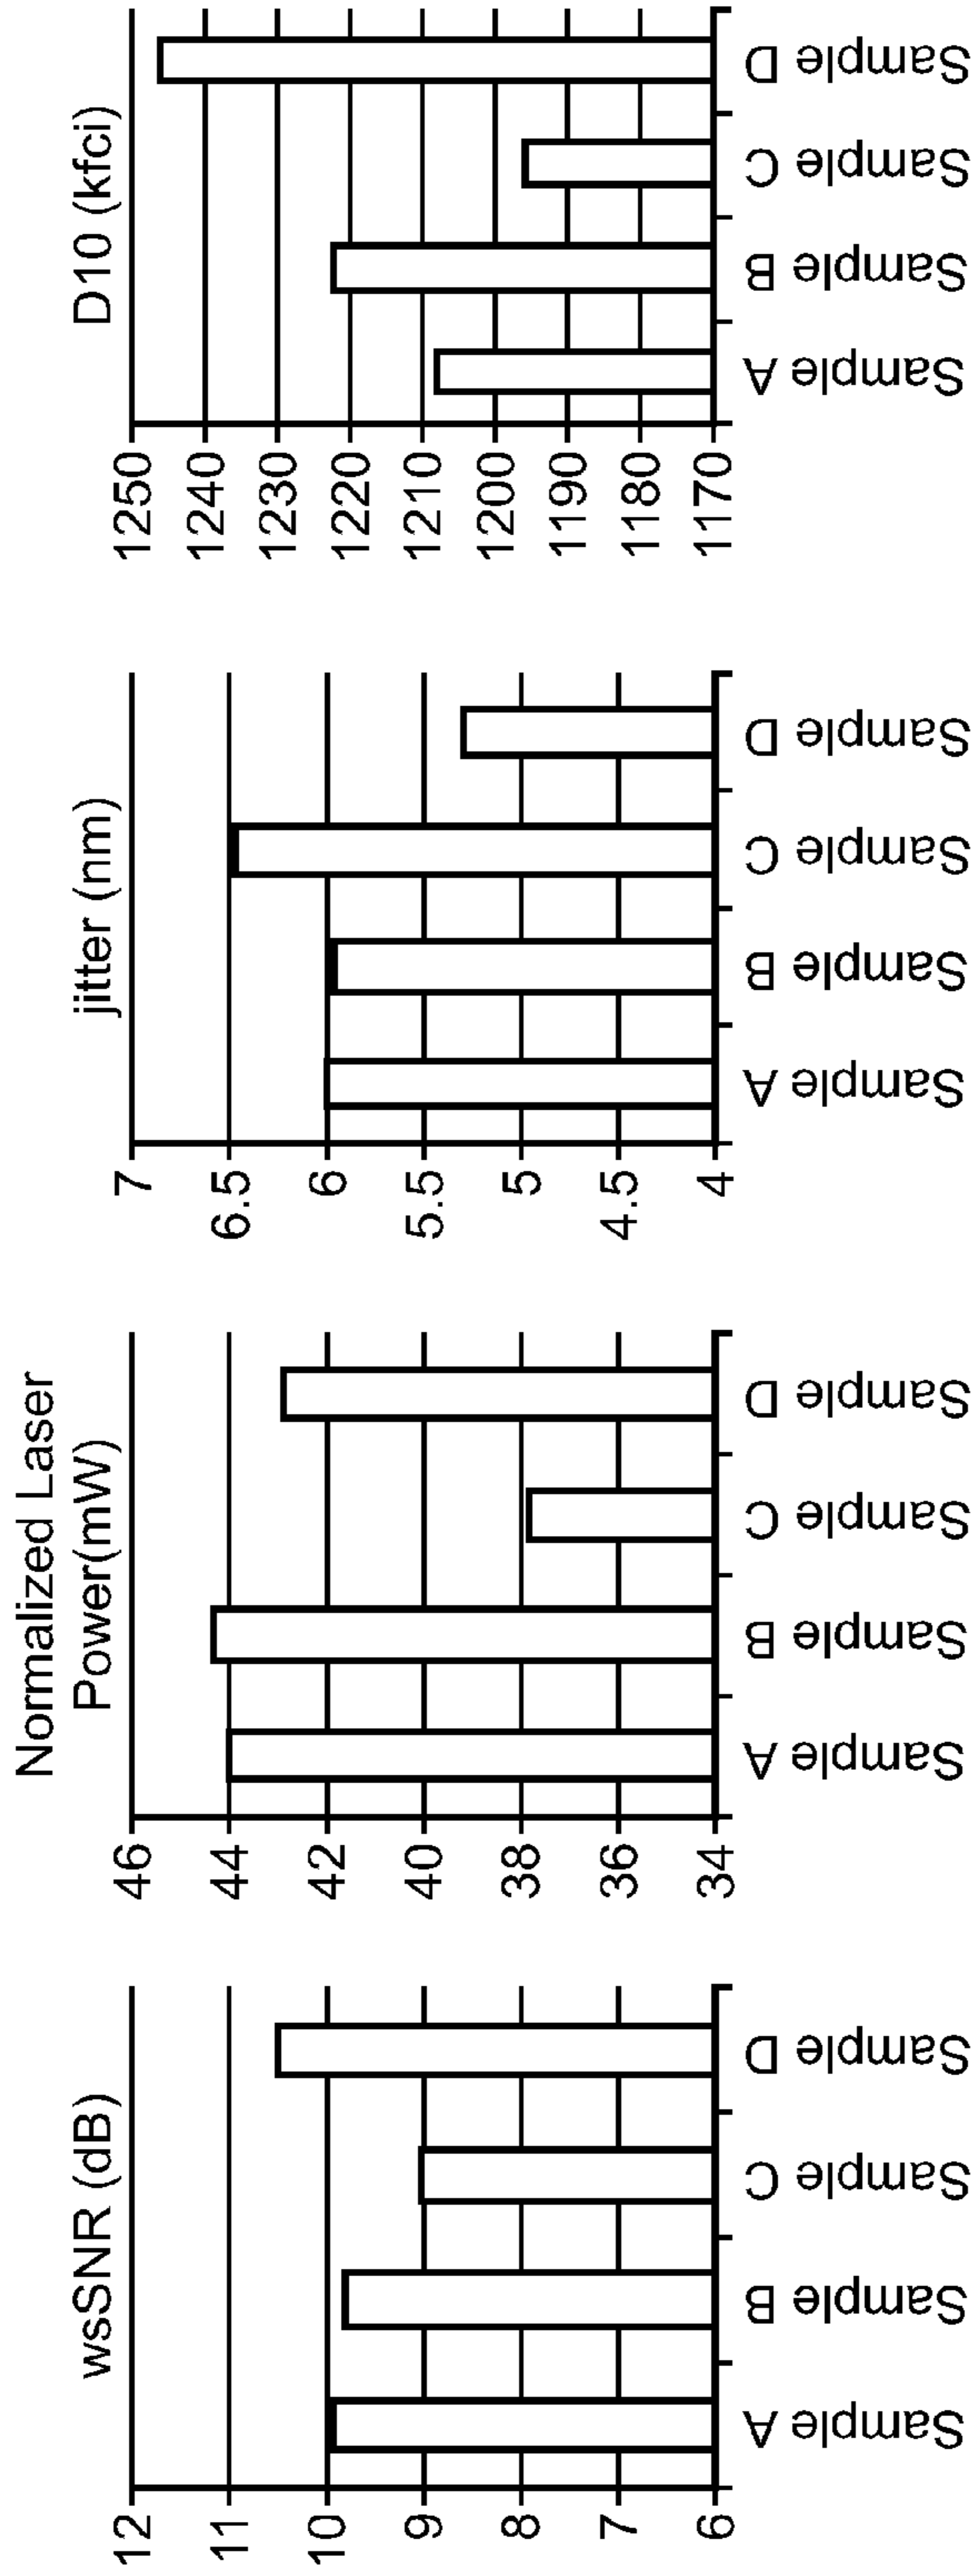 wsSNR (dB)
12
11
10
9
8
7
6
Sample A
Sample B
Sample C
Sample D
Normalized Laser
Power(mW)
46
44
42
40
38
36
34
Sample A
Sample B
Sample C
Sample D
jitter (nm)
7
6.5
6
5.5
5
4.5
4
Sample A
Sample B
Sample C
Sample D
D10 (kfci)
1250
1240
1230
1220
1210
1200
1190
1180
1170
Sample A
Sample B
Sample C
Sample D